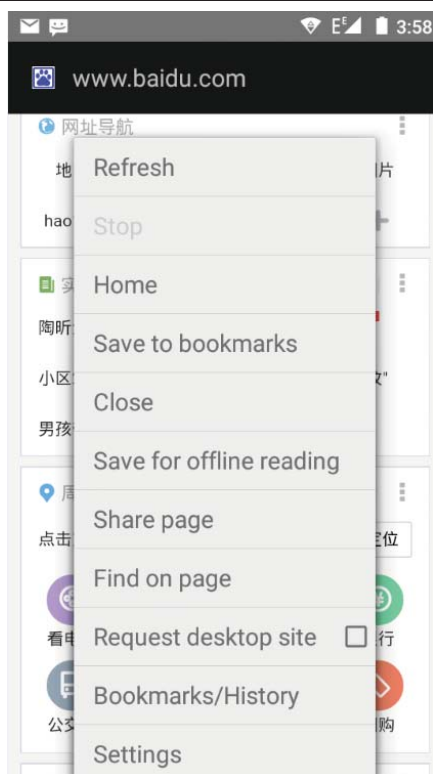 E E 3:58
www.baidu.com
网址导航
地
片
Refresh
hao
Stop
Home
陶昕
Save to bookmarks
小区
Close
男孩
Save for offline reading
Share page
点击
定位
Find on page
看电
行
Request desktop site
Bookmarks/History
公交
购
Settings